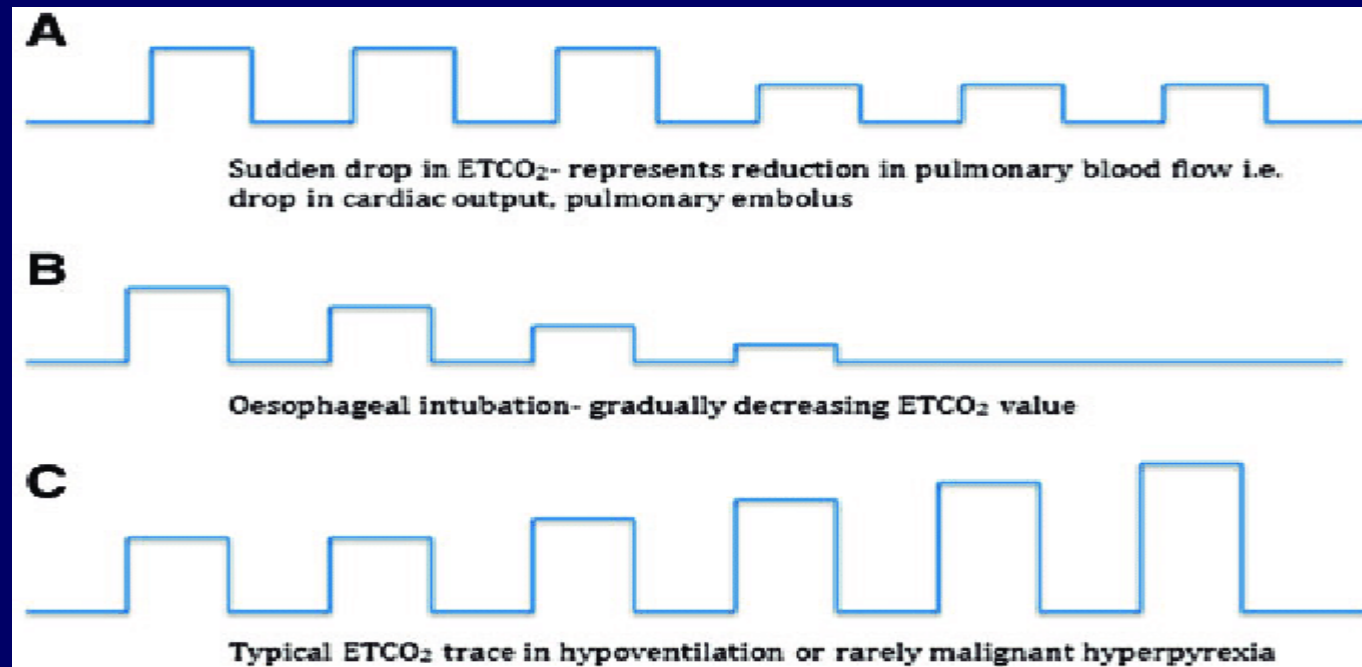 A
Sudden drop in ETCO₂- represents reduction in pulmonary blood flow i.e.
drop in cardiac output, pulmonary embolus
B
Oesophageal intubation- gradually decreasing ETCO₂ value
C
Typical ETCO₂ trace in hypoventilation or rarely malignant hyperpyrexia